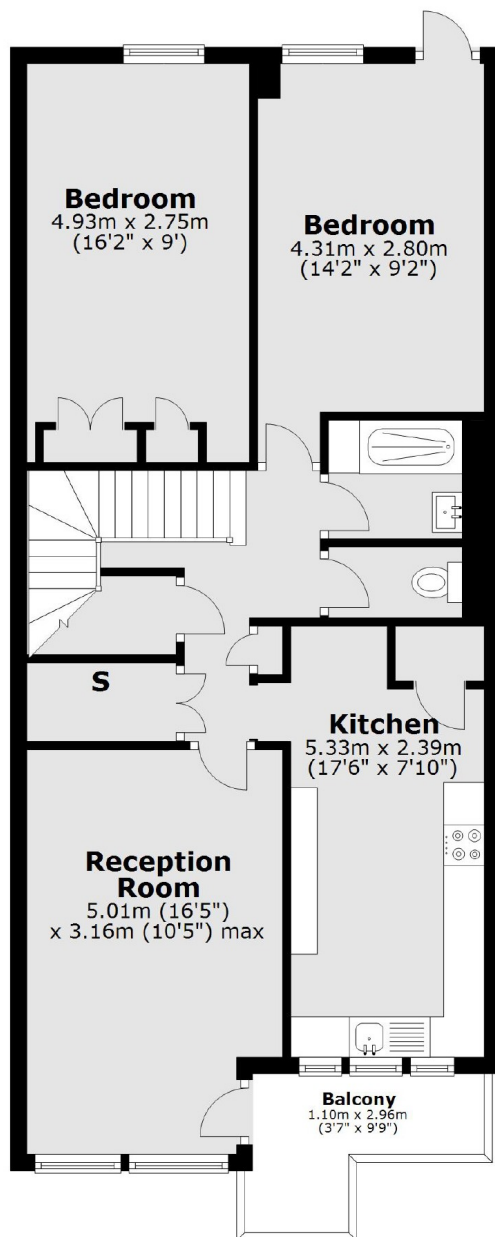 Bedroom
4.93m x 2.75m
(16'2" x 9')
Bedroom
4.31m x 2.80m
(14'2" x 9'2")
S
Kitchen
5.33m x 2.39m
(17'6" x 7'10")
Reception
Room
5.01m (16'5")
x 3.16m (10'5") max
Balcony
1.10m x 2.96m
(3'7" x 9'9")